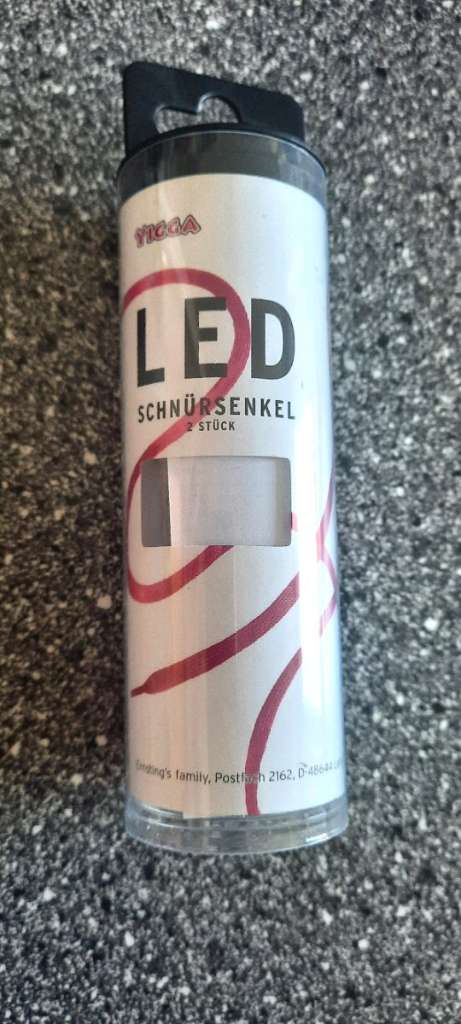 YIGGA
LED
SCHNÜRSENKEL
2 STÜCK
Ernsting's family, Postfach 2162, D-48644